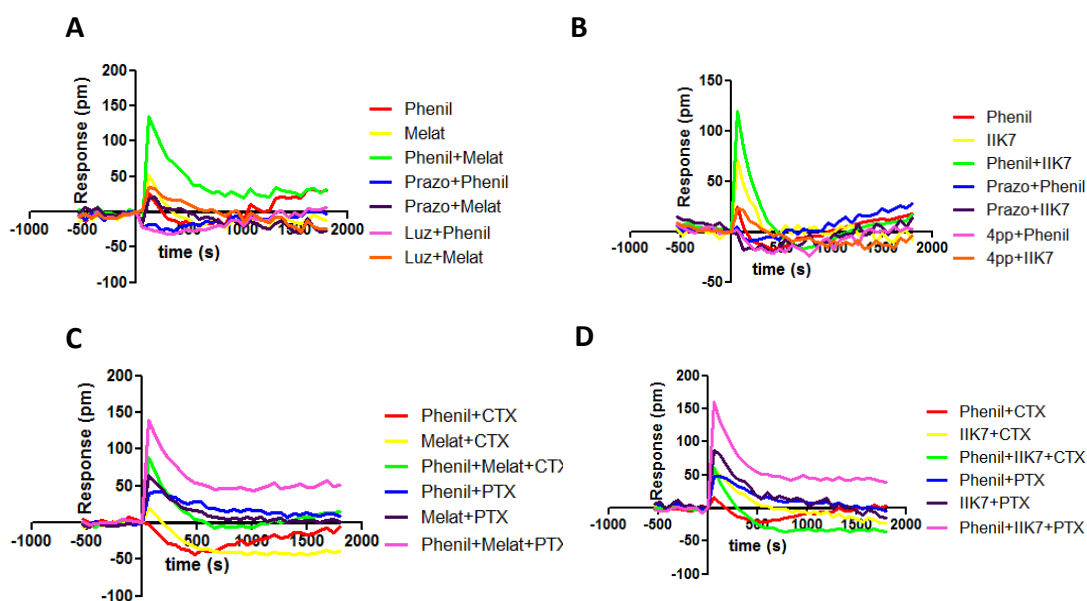 A
Response (pm)
200
150
100
50
-1000
-500
500
1000
1500
2000
-50
time (s)
-100
Phenil
Melat
Phenil+Melat
Prazo+Phenil
Prazo+Melat
Luz+Phenil
Luz+Melat
B
Response (pm)
150
100
50
-1000
-500
500
1000
1500
2000
time (s)
-50
Phenil
IIK7
Phenil+IIK7
Prazo+Phenil
Prazo+IIK7
4pp+Phenil
4pp+IIK7
C
Response (pm)
200
150
100
50
-1000
-500
500
1000
1500
2000
-50
time (s)
-100
Phenil+CTX
Melat+CTX
Phenil+Melat+CTX
Phenil+PTX
Melat+PTX
Phenil+Melat+PTX
D
Response (pm)
200
150
100
50
-1000
-500
500
1000
1500
2000
-50
time (s)
-100
Phenil+CTX
IIK7+CTX
Phenil+IIK7+CTX
Phenil+PTX
IIK7+PTX
Phenil+IIK7+PTX